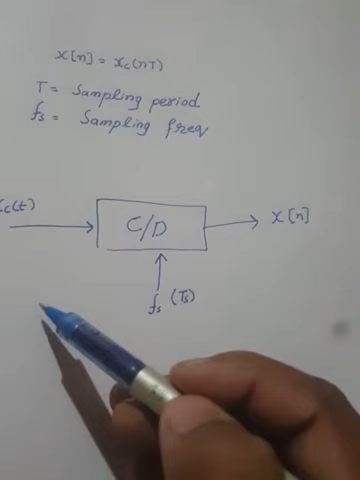 x[n] = xc(nT)
T = Sampling period
fs = Sampling freq
xc(t)
C/D
x[n]
fs (Ts)